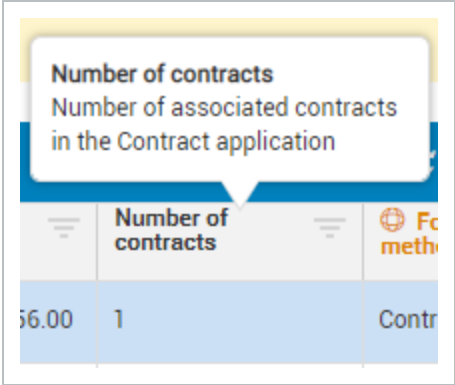 Number of contracts
Number of associated contracts
in the Contract application
Number of
contracts
56.00
1